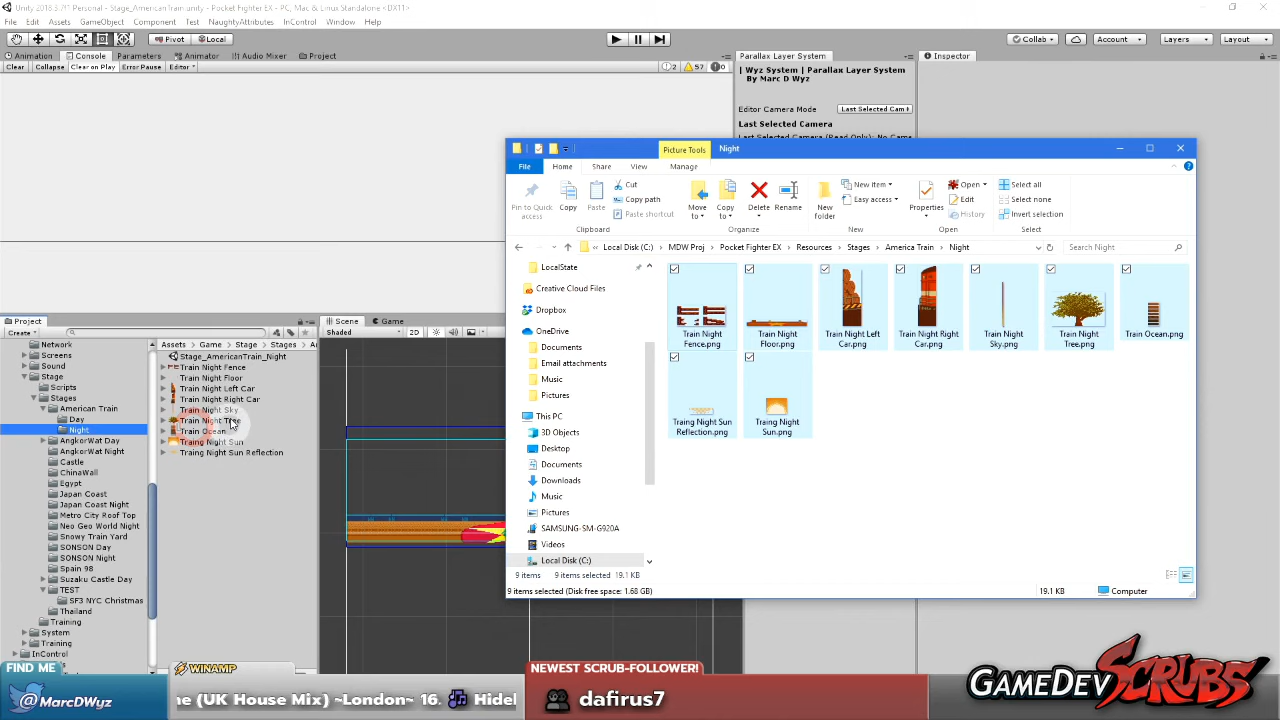 Unity 2018.3.7f1 Personal - Stage_AmericanTrain.unity - Pocket Fighter EX - PC, Mac & Linux Standalone <DX11>
File Edit Assets GameObject Component Test NaughtyAttributes InControl Window Help
Pivot Local
Collab Account Layers Layout
Animation Console Parameters Animator Audio Mixer Project
Clear Collapse Clear on Play Error Pause Editor
2 57 0
Parallax Layer System
Inspector
| Wyz System | Parallax Layer System
By Marc D Wyz
Editor Camera Mode Last Selected Cam
Last Selected Camera
Last Selected Camera (Read Only): No Came
Picture Tools Night
File Home Share View Manage
Pin to Quick access
Copy
Paste
Cut
Copy path
Paste shortcut
Move to
Copy to
Delete
Rename
New folder
New item
Easy access
Properties
Open
Edit
History
Select all
Select none
Invert selection
Clipboard Organize New Open Select
« Local Disk (C:) MDW Proj Pocket Fighter EX Resources Stages America Train Night
Search Night
LocalState
Creative Cloud Files
Dropbox
OneDrive
Documents
Email attachments
Music
Pictures
This PC
3D Objects
Desktop
Documents
Downloads
Music
Pictures
SAMSUNG-SM-G920A
Videos
Local Disk (C:)
Train Night Fence.png
Train Night Floor.png
Train Night Left Car.png
Train Night Right Car.png
Train Night Sky.png
Train Night Tree.png
Train Ocean.png
Traing Night Sun Reflection.png
Traing Night Sun.png
9 items 9 items selected 19.1 KB
9 items selected (Disk free space: 1.68 GB)
19.1 KB
Computer
Project
Create
Scene Game
Shaded 2D
Network
Screens
Sound
Stage
Scripts
Stages
American Train
Day
Night
AngkorWat Day
AngkorWat Night
Castle
ChinaWall
Egypt
Japan Coast
Japan Coast Night
Metro City Roof Top
Neo Geo World Night
Snowy Train Yard
SONSON Day
SONSON Night
Spain 98
Suzaku Castle Day
TEST
SF3 NYC Christmas
Thailand
Training
System
Training
InControl
Assets Game Stage Stages
Stage_AmericanTrain_Night
Train Night Fence
Train Night Floor
Train Night Left Car
Train Night Right Car
Train Night Sky
Train Night Tree
Train Ocean
Traing Night Sun
Traing Night Sun Reflection
FIND ME
@MarcDWyz
WINAMP
ne (UK House Mix) ~London~ 16. Hidel
NEWEST SCRUB-FOLLOWER!
dafirus7
GAMEDEV SCRUBS